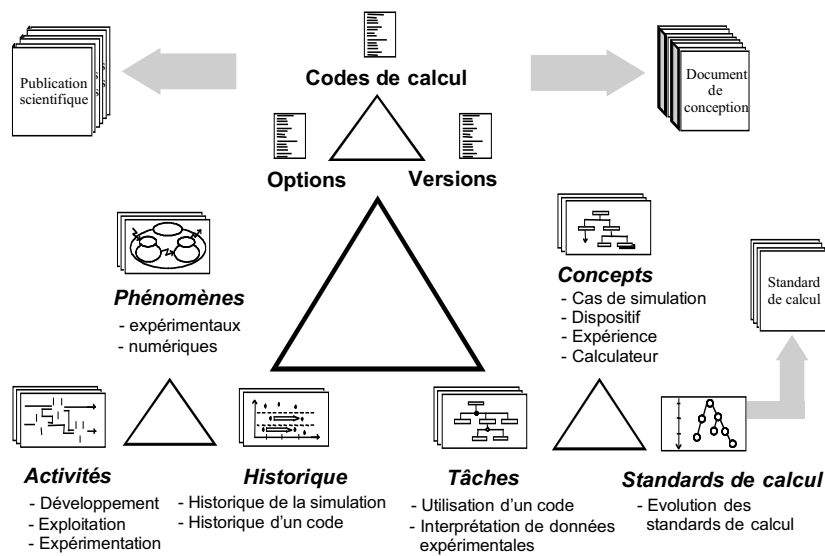 Publication
scientifique
Codes de calcul
Document
de
conception
Options
Versions
Phénomènes
- expérimentaux
- numériques
Concepts
- Cas de simulation
- Dispositif
- Expérience
- Calculateur
Standard
de calcul
Activités
- Développement
- Exploitation
- Expérimentation
Historique
- Historique de la simulation
- Historique d'un code
Tâches
- Utilisation d'un code
- Interprétation de données
expérimentales
Standards de calcul
- Evolution des
standards de calcul